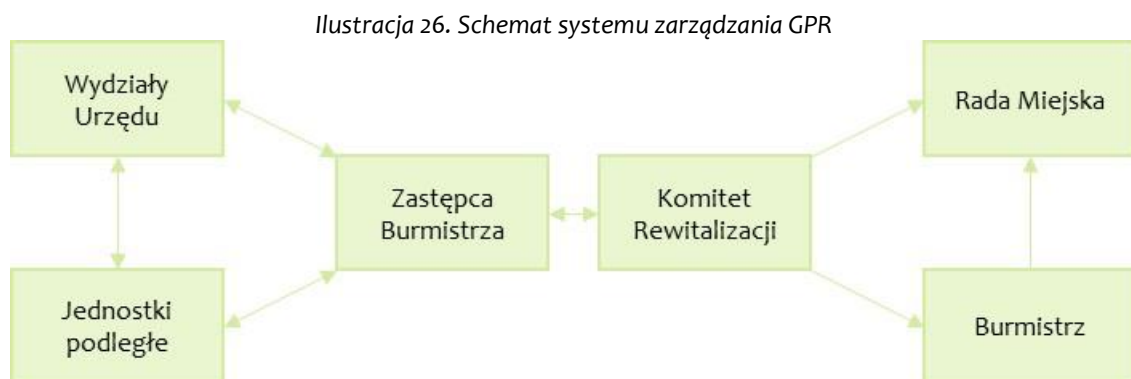 Ilustracja 26. Schemat systemu zarządzania GPR
Wydziały
Urzędu
Rada Miejska
Zastępca
Burmistrza
Komitet
Rewitalizacji
Jednostki
podległe
Burmistrz